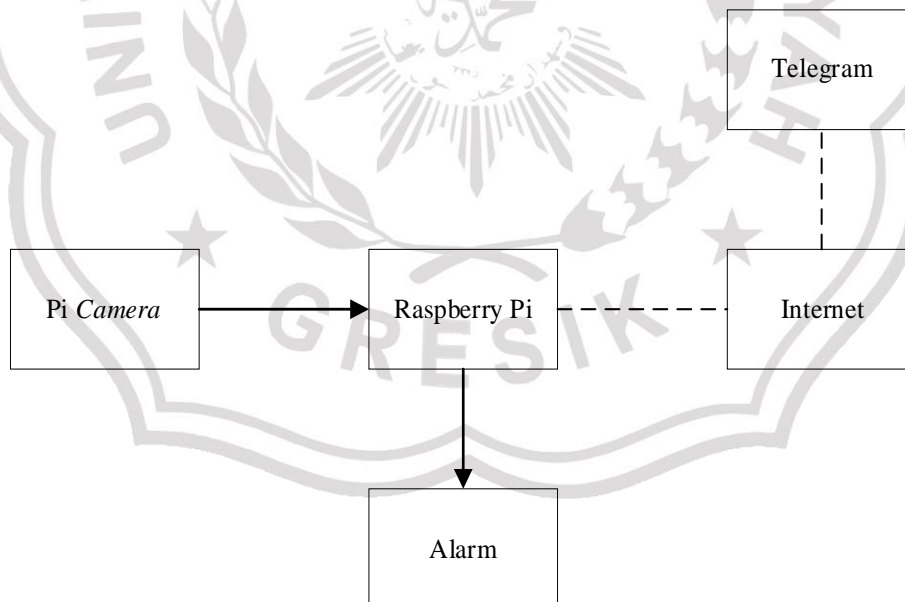 Telegram
Pi Camera
Raspberry Pi
Internet
Alarm
GRESIK